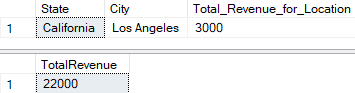 State City Total_Revenue_for_Location
1 California Los Angeles 3000
TotalRevenue
1 22000